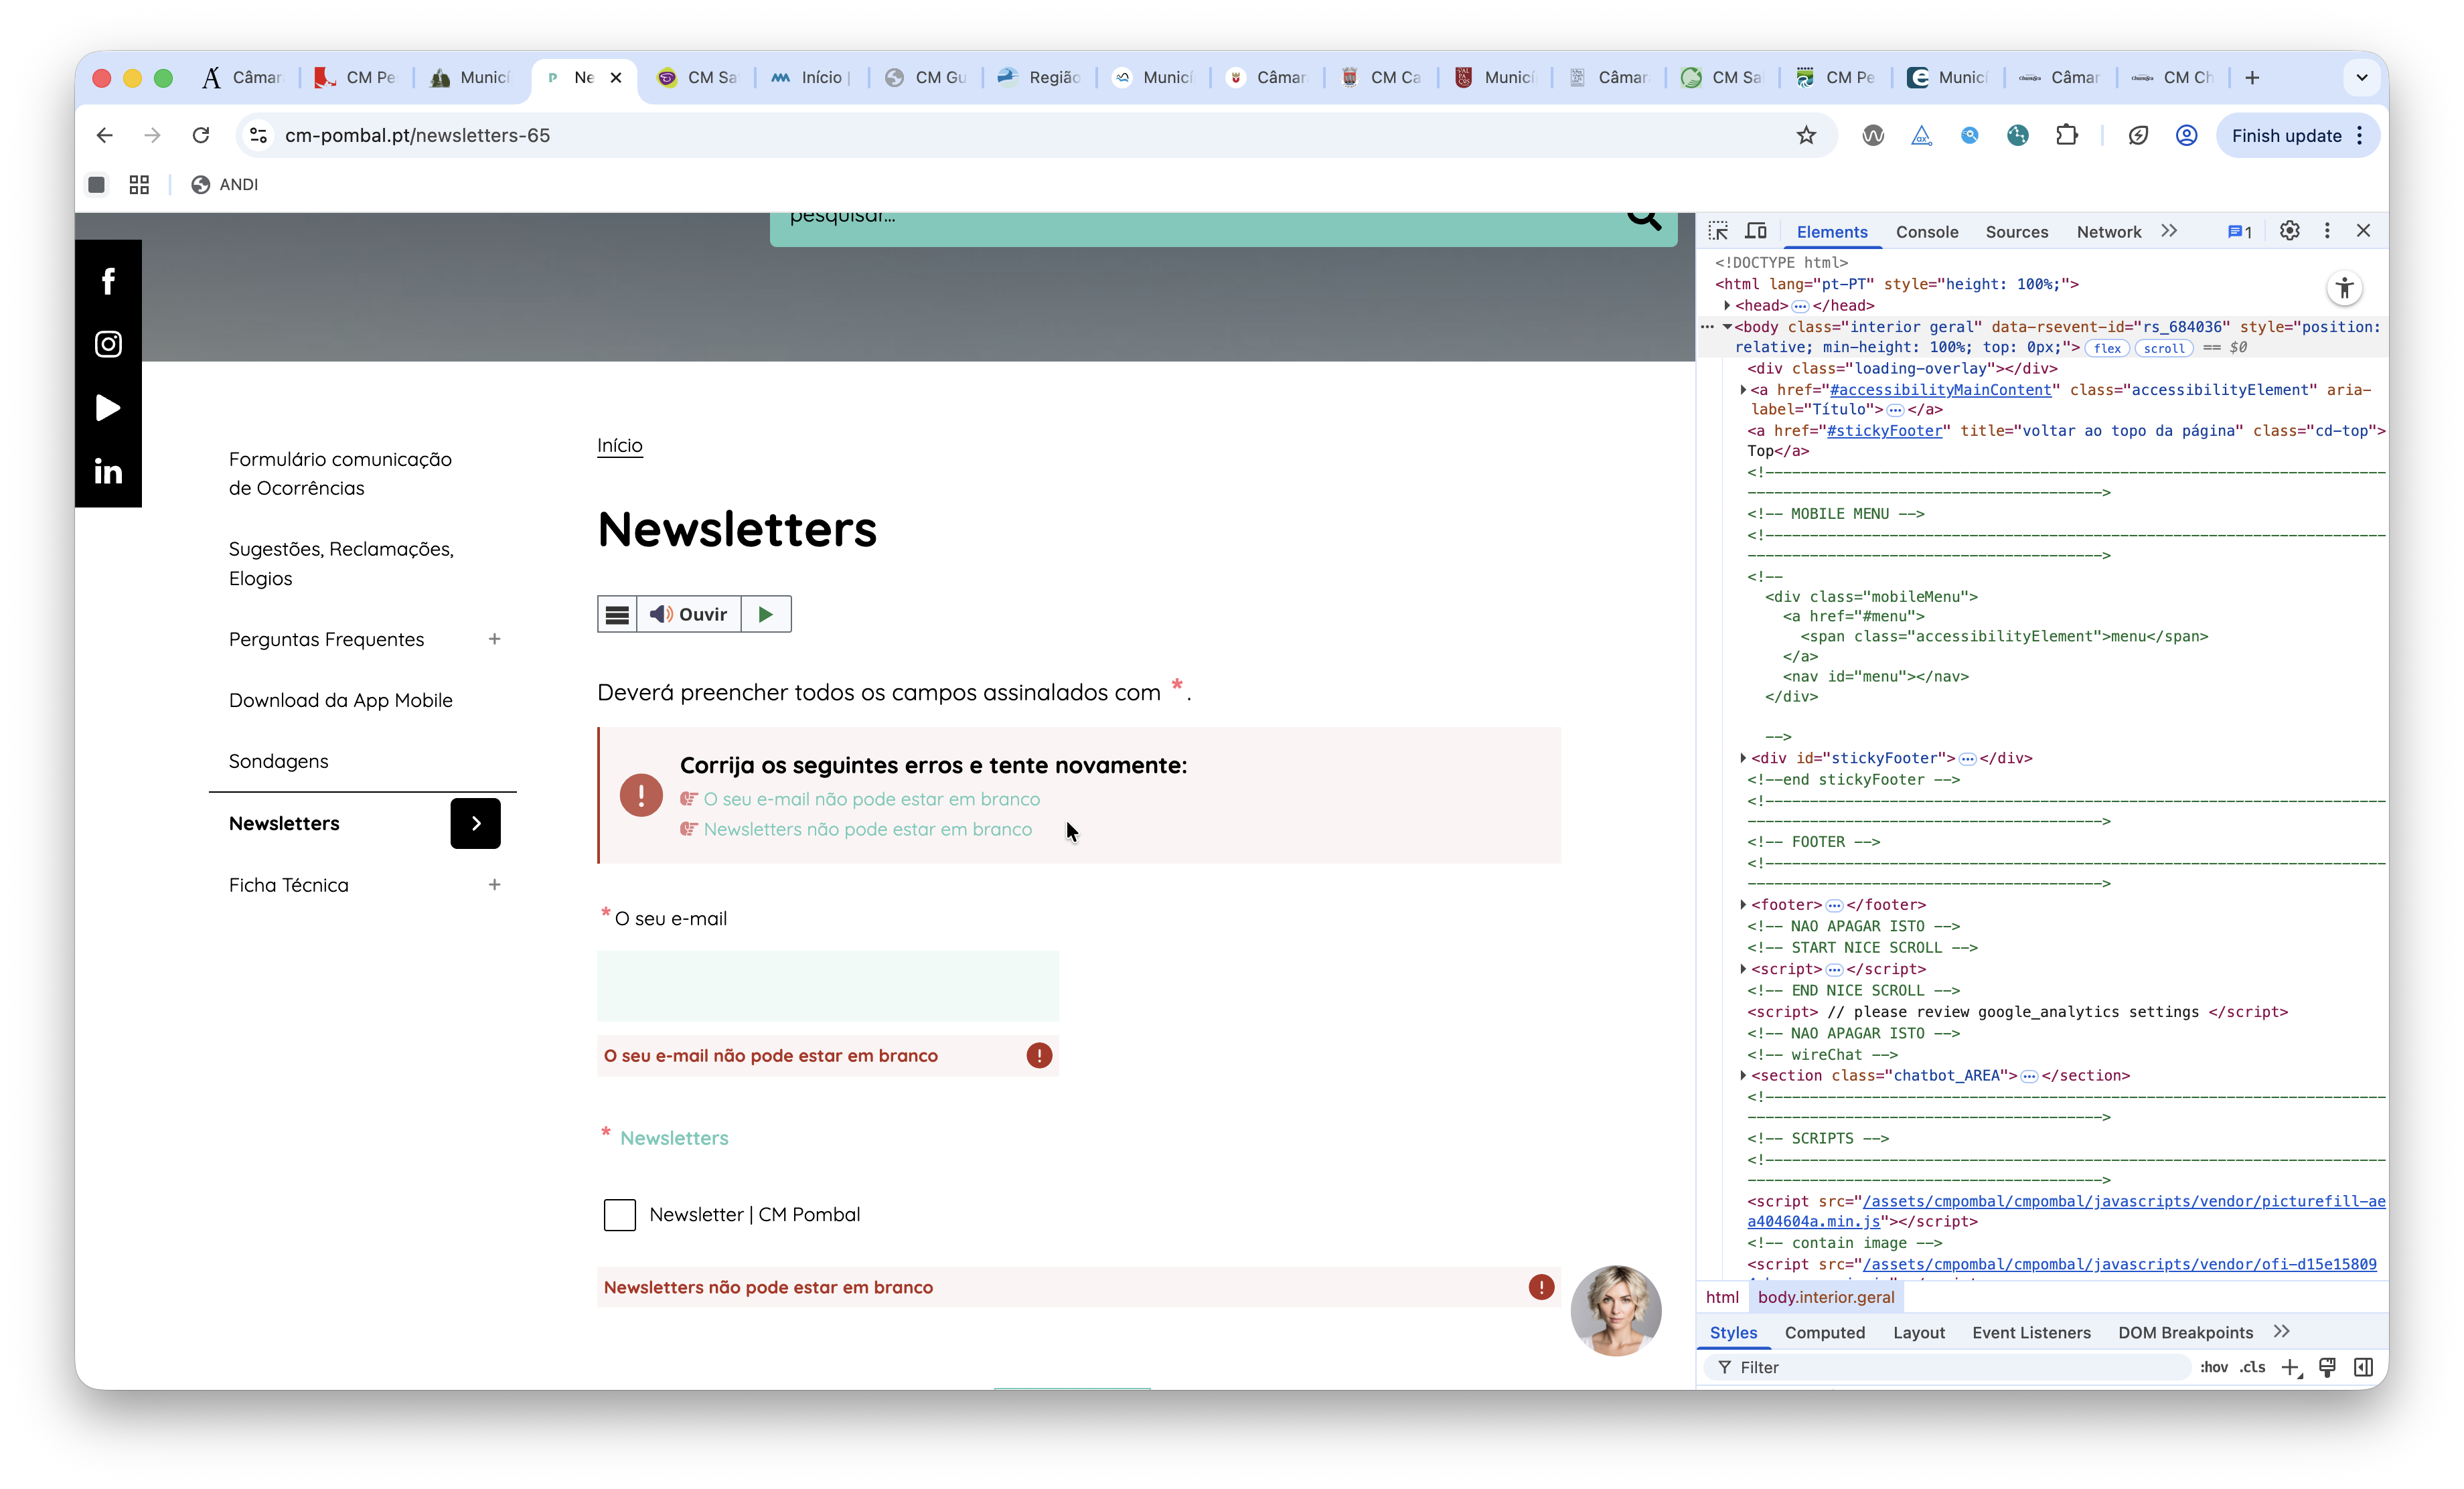 Câmar
CM Pe
Municí
Ne
CM Sa
Início |
CM Gu
Região
Municí
Câmar
CM Ca
Municí
Câmar
CM Sa
CM Pe
Municí
Câmar
CM Ch
cm-pombal.pt/newsletters-65
Finish update
ANDI
pesquisar...
Formulário comunicação
de Ocorrências
Sugestões, Reclamações,
Elogios
Perguntas Frequentes +
Download da App Mobile
Sondagens
Newsletters
Ficha Técnica +
Início
Newsletters
Ouvir
Deverá preencher todos os campos assinalados com *.
Corrija os seguintes erros e tente novamente:
O seu e-mail não pode estar em branco
Newsletters não pode estar em branco
* O seu e-mail
O seu e-mail não pode estar em branco
* Newsletters
Newsletter | CM Pombal
Newsletters não pode estar em branco
Elements Console Sources Network 1
<!DOCTYPE html>
<html lang="pt-PT" style="height: 100%;">
<head> </head>
<body class="interior geral" data-rsevent-id="rs_684036" style="position:
relative; min-height: 100%; top: 0px;"> flex scroll == $0
<div class="loading-overlay"></div>
<a href="#accessibilityMainContent" class="accessibilityElement" aria-
label="Título"> </a>
<a href="#stickyFooter" title="voltar ao topo da página" class="cd-top">
Top</a>
<!-- MOBILE MENU -->
<!--
<div class="mobileMenu">
<a href="#menu">
<span class="accessibilityElement">menu</span>
</a>
<nav id="menu"></nav>
</div>
-->
<div id="stickyFooter"> </div>
<!--end stickyFooter -->
<!-- FOOTER -->
<footer> </footer>
<!-- NAO APAGAR ISTO -->
<!-- START NICE SCROLL -->
<script> </script>
<!-- END NICE SCROLL -->
<script> // please review google_analytics settings </script>
<!-- NAO APAGAR ISTO -->
<!-- wireChat -->
<section class="chatbot_AREA"> </section>
<!-- SCRIPTS -->
<script src="/assets/cmpombal/cmpombal/javascripts/vendor/picturefill-ae
a404604a.min.js"></script>
<!-- contain image -->
<script src="/assets/cmpombal/cmpombal/javascripts/vendor/ofi-d15e15809
html body.interior.geral
Styles Computed Layout Event Listeners DOM Breakpoints
Filter :hov .cls